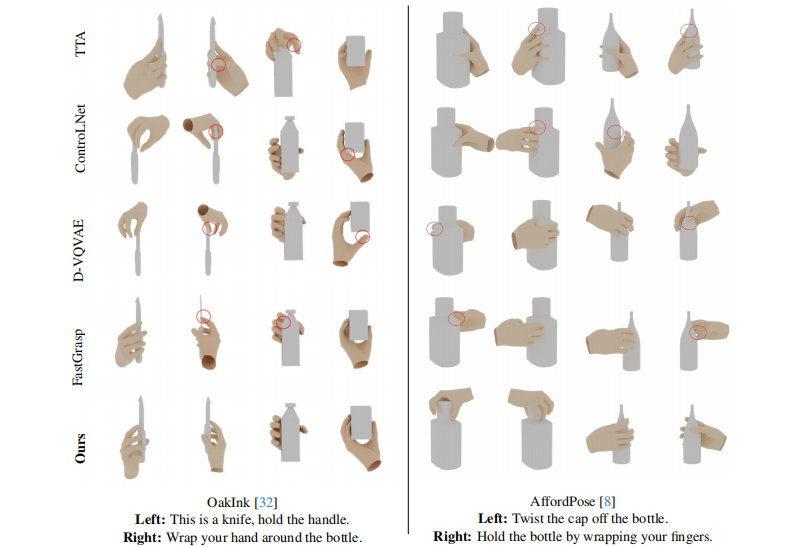 TTA
ControLNet
D-VQVAE
FastGrasp
Ours
OakInk [32]
Left: This is a knife, hold the handle.
Right: Wrap your hand around the bottle.
AffordPose [8]
Left: Twist the cap off the bottle.
Right: Hold the bottle by wrapping your fingers.